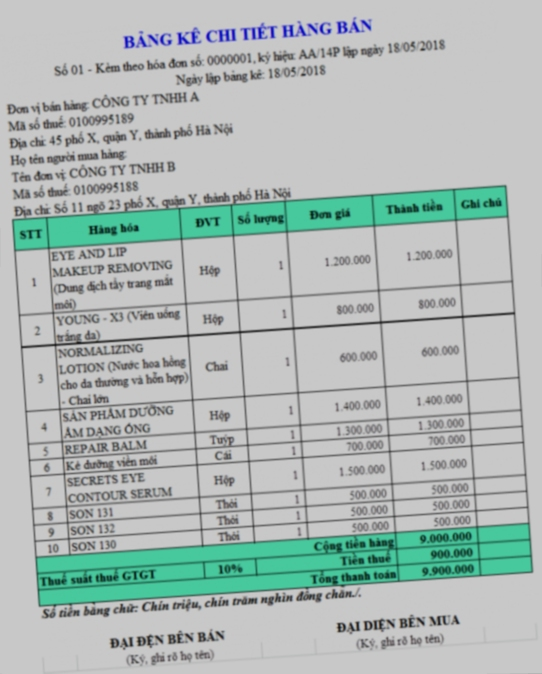 BẢNG KÊ CHI TIẾT HÀNG BÁN
Số 01 - Kèm theo hóa đơn số: 0000001, ký hiệu: AA/14P lập ngày 18/05/2018
Ngày lập bảng kê: 18/05/2018
Đơn vị bán hàng: CÔNG TY TNHH A
Mã số thuế: 0100995189
Địa chỉ: 45 phố X, quận Y, thành phố Hà Nội
Họ tên người mua hàng:
Tên đơn vị: CÔNG TY TNHH B
Mã số thuế: 0100995188
Địa chỉ: Số 11 ngõ 23 phố X, quận Y, thành phố Hà Nội
STT Hàng hóa ĐVT Số lượng Đơn giá Thành tiền Ghi chú
EYE AND LIP
MAKEUP REMOVING
1 (Dung dịch tẩy trang mắt Hộp 1 1.200.000 1.200.000
môi)
2 YOUNG - X3 (Viên uống Hộp 1 800.000 800.000
trắng da)
NORMALIZING
3 LOTION (Nước hoa hồng Chai 1 600.000 600.000
cho da thường và hỗn hợp)
- Chai lớn
4 SẢN PHẨM DƯỠNG Hộp 1 1.400.000 1.400.000
ẨM DẠNG ỐNG
5 REPAIR BALM Tuýp 1 1.300.000 1.300.000
6 Kẻ dưỡng viền môi Cái 1 700.000 700.000
7 SECRETS EYE Hộp 1 1.500.000 1.500.000
CONTOUR SERUM
8 SON 131 Thỏi 1 500.000 500.000
9 SON 132 Thỏi 1 500.000 500.000
10 SON 130 Thỏi 1 500.000 500.000
Cộng tiền hàng 9.000.000
Thuế suất thuế GTGT 10% Tiền thuế 900.000
Tổng thanh toán 9.900.000
Số tiền bằng chữ: Chín triệu, chín trăm nghìn đồng chẵn./.
ĐẠI ĐỆN BÊN BÁN ĐẠI DIỆN BÊN MUA
(Ký, ghi rõ họ tên) (Ký, ghi rõ họ tên)